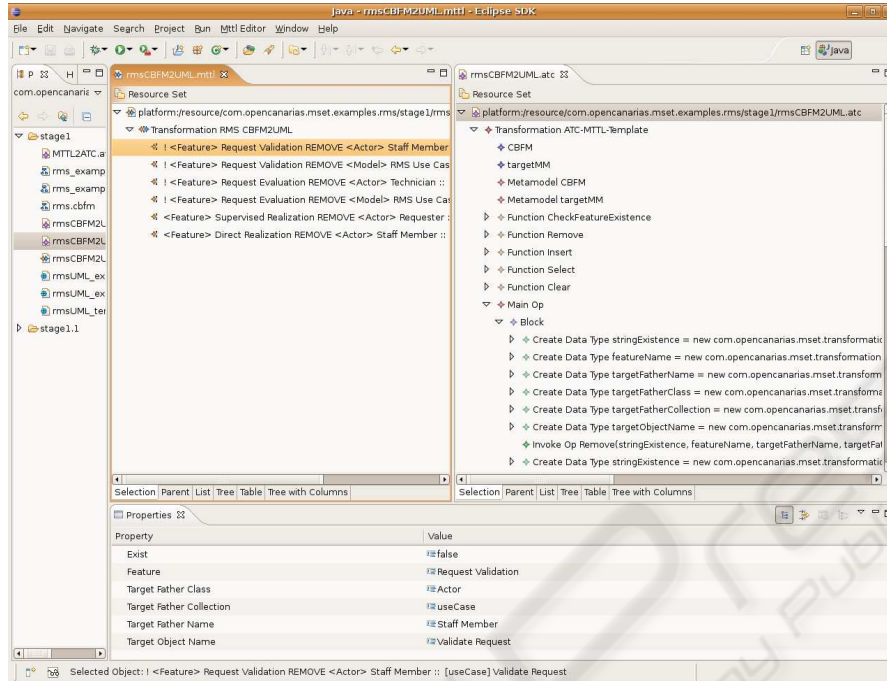 Java - rmsCBFM2UML.mttl - Eclipse SDK
File Edit Navigate Search Project Run Mttl Editor Window Help
Java
P H
rmsCBFM2UML.mttl
rmsCBFM2UML.atc
com.opencanaria
Resource Set
Resource Set
stage1
MTTL2ATC.a
rms_examp
rms_examp
rms.cbfm
rmsCBFM2U
rmsCBFM2U
rmsCBFM2U
rmsUML_ex
rmsUML_ex
rmsUML_ter
stage1.1
platform:/resource/com.opencanarias.mset.examples.rms/stage1/rms
Transformation RMS CBFM2UML
! <Feature> Request Validation REMOVE <Actor> Staff Member
! <Feature> Request Validation REMOVE <Model> RMS Use Cas
! <Feature> Request Evaluation REMOVE <Actor> Technician ::
! <Feature> Request Evaluation REMOVE <Model> RMS Use Cas
<Feature> Supervised Realization REMOVE <Actor> Requester :
<Feature> Direct Realization REMOVE <Actor> Staff Member ::
Selection Parent List Tree Table Tree with Columns
platform:/resource/com.opencanarias.mset.examples.rms/stage1/rmsCBFM2UML.atc
Transformation ATC-MTTL-Template
CBFM
targetMM
Metamodel CBFM
Metamodel targetMM
Function CheckFeatureExistence
Function Remove
Function Insert
Function Select
Function Clear
Main Op
Block
Create Data Type stringExistence = new com.opencanarias.mset.transformatic
Create Data Type featureName = new com.opencanarias.mset.transformation
Create Data Type targetFatherName = new com.opencanarias.mset.transform
Create Data Type targetFatherClass = new com.opencanarias.mset.transforma
Create Data Type targetFatherCollection = new com.opencanarias.mset.transf
Create Data Type targetObjectName = new com.opencanarias.mset.transform
Invoke Op Remove(stringExistence, featureName, targetFatherName, targetFat
Create Data Type stringExistence = new com.opencanarias.mset.transformatic
Selection Parent List Tree Table Tree with Columns
Properties
Property Value
Exist false
Feature Request Validation
Target Father Class Actor
Target Father Collection useCase
Target Father Name Staff Member
Target Object Name Validate Request
Selected Object: ! <Feature> Request Validation REMOVE <Actor> Staff Member :: [useCase] Validate Request